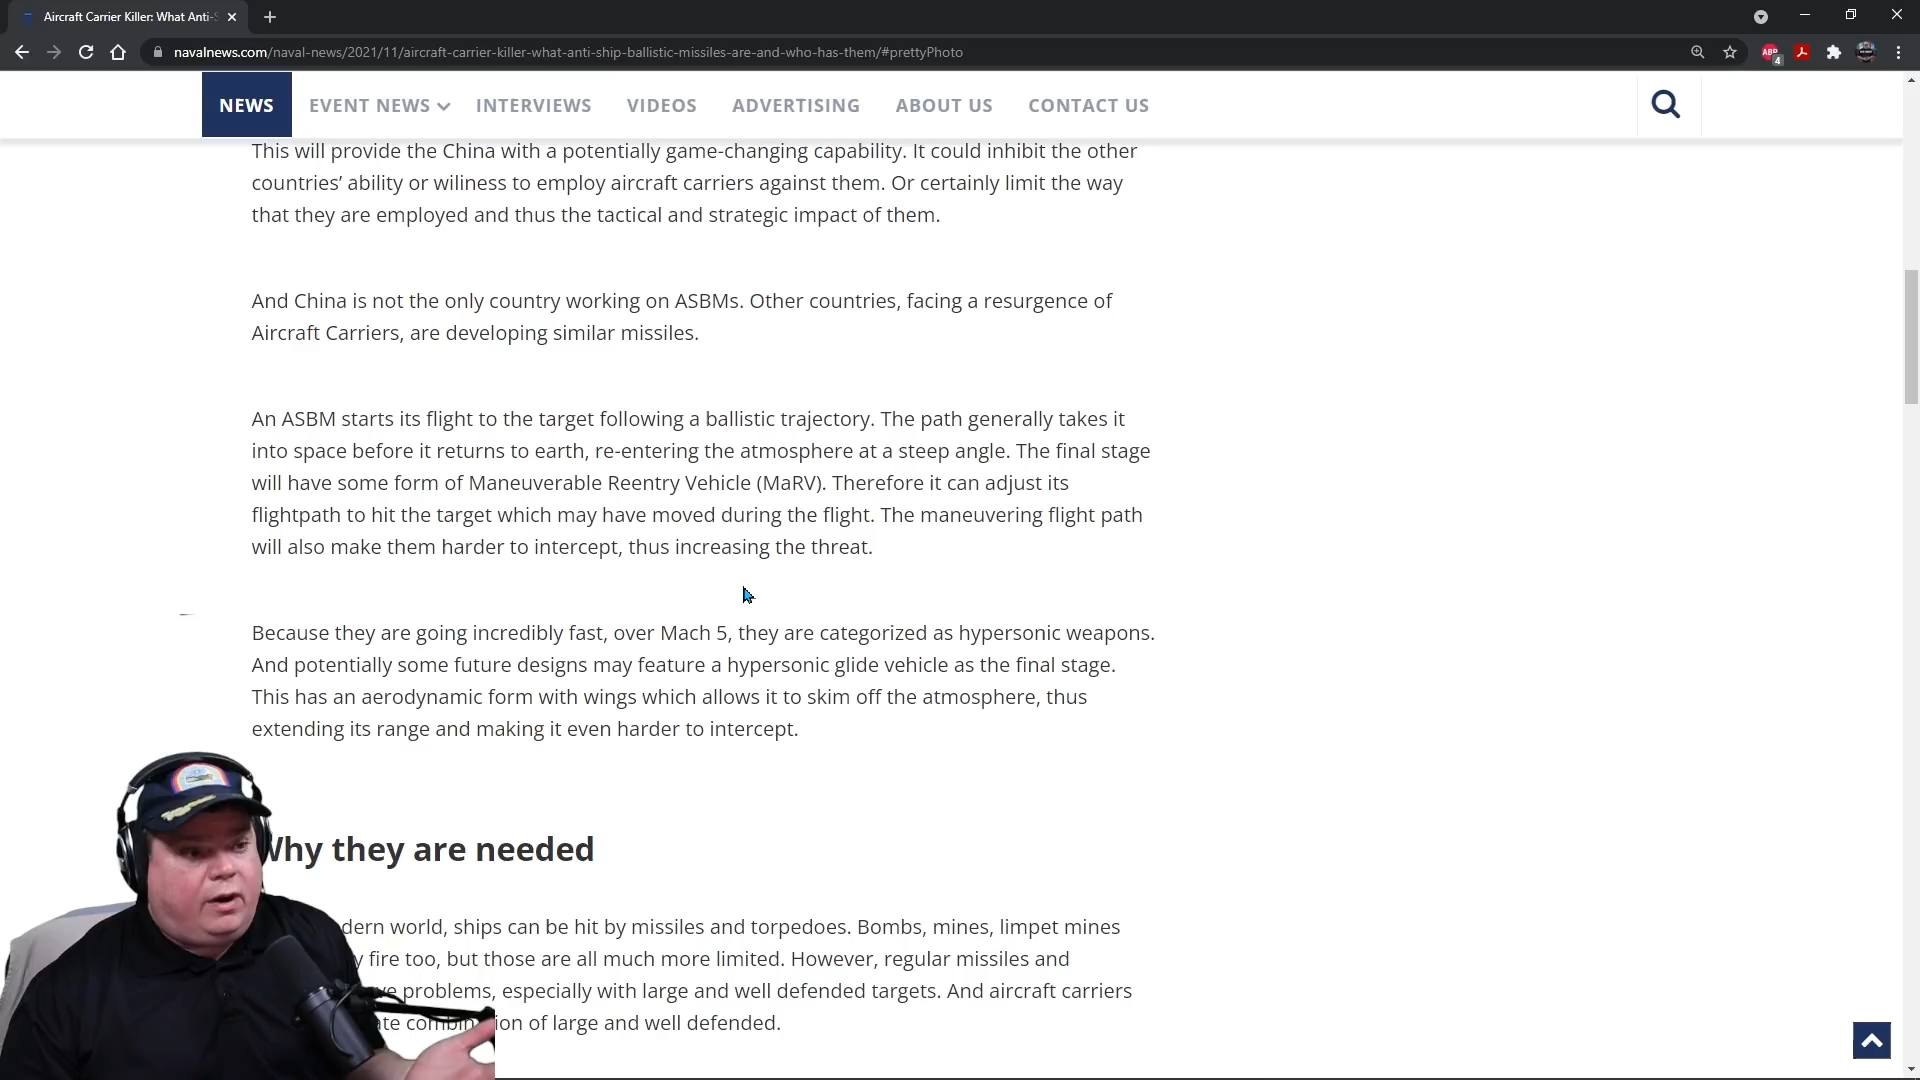 Aircraft Carrier Killer: What Anti-S
navalnews.com/naval-news/2021/11/aircraft-carrier-killer-what-anti-ship-ballistic-missiles-are-and-who-has-them/#prettyPhoto
ABP
4
NEWS EVENT NEWS INTERVIEWS VIDEOS ADVERTISING ABOUT US CONTACT US
This will provide the China with a potentially game-changing capability. It could inhibit the other
countries’ ability or wiliness to employ aircraft carriers against them. Or certainly limit the way
that they are employed and thus the tactical and strategic impact of them.
And China is not the only country working on ASBMs. Other countries, facing a resurgence of
Aircraft Carriers, are developing similar missiles.
An ASBM starts its flight to the target following a ballistic trajectory. The path generally takes it
into space before it returns to earth, re-entering the atmosphere at a steep angle. The final stage
will have some form of Maneuverable Reentry Vehicle (MaRV). Therefore it can adjust its
flightpath to hit the target which may have moved during the flight. The maneuvering flight path
will also make them harder to intercept, thus increasing the threat.
Because they are going incredibly fast, over Mach 5, they are categorized as hypersonic weapons.
And potentially some future designs may feature a hypersonic glide vehicle as the final stage.
This has an aerodynamic form with wings which allows it to skim off the atmosphere, thus
extending its range and making it even harder to intercept.
Why they are needed
dern world, ships can be hit by missiles and torpedoes. Bombs, mines, limpet mines
y fire too, but those are all much more limited. However, regular missiles and
ve problems, especially with large and well defended targets. And aircraft carriers
ate combination of large and well defended.